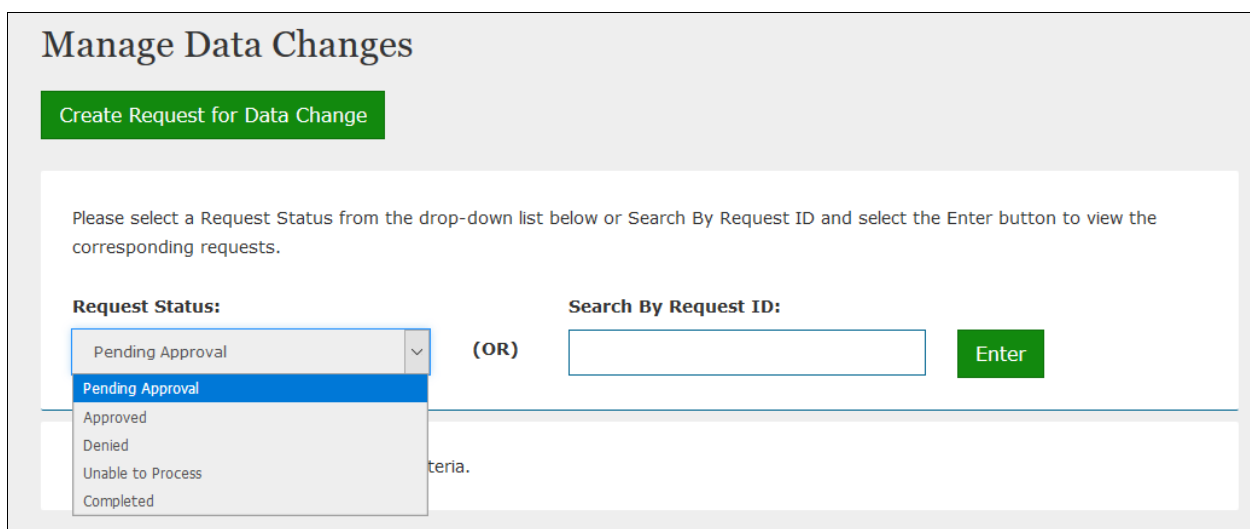 Manage Data Changes
Create Request for Data Change
Please select a Request Status from the drop-down list below or Search By Request ID and select the Enter button to view the
corresponding requests.
Request Status:
Search By Request ID:
Pending Approval
(OR)
Enter
Pending Approval
Approved
Denied
Unable to Process
Completed